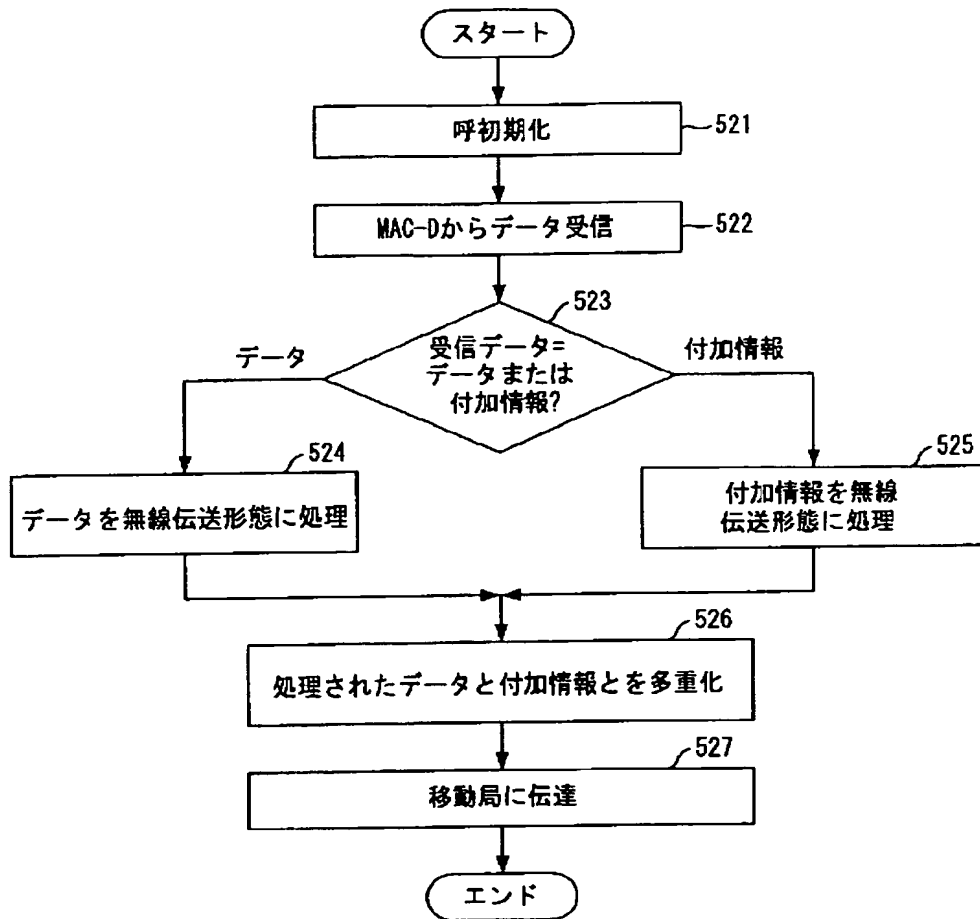 スタート
呼初期化
521
MAC-Dからデータ受信
522
523
受信データ=
データまたは
付加情報?
データ
付加情報
524
データを無線伝送形態に処理
525
付加情報を無線
伝送形態に処理
526
処理されたデータと付加情報とを多重化
527
移動局に伝達
エンド